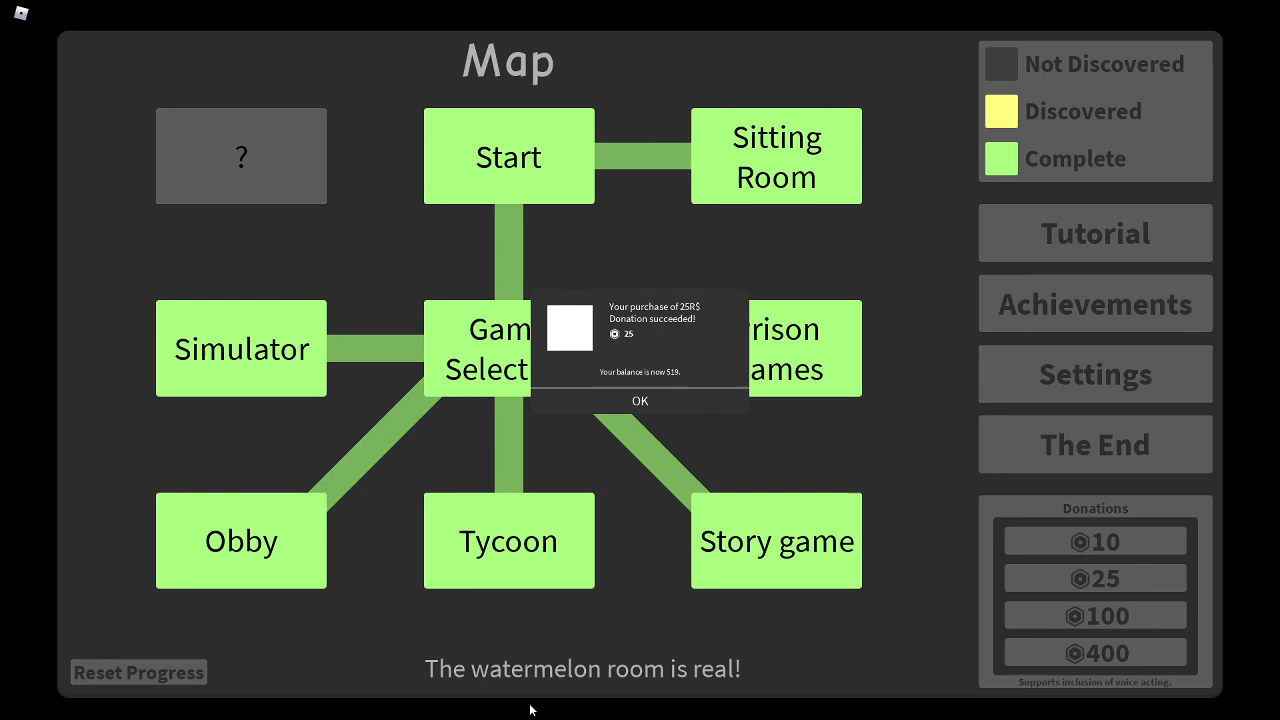 Map
Not Discovered
Discovered
Complete
?
Start
Sitting
Room
Tutorial
Achievements
Settings
The End
Simulator
Gam
Select
Your purchase of 25R$
Donation succeeded!
25
Your balance is now 519.
OK
rison
ames
Obby
Tycoon
Story game
Donations
10
25
100
400
Supports inclusion of voice acting.
Reset Progress
The watermelon room is real!